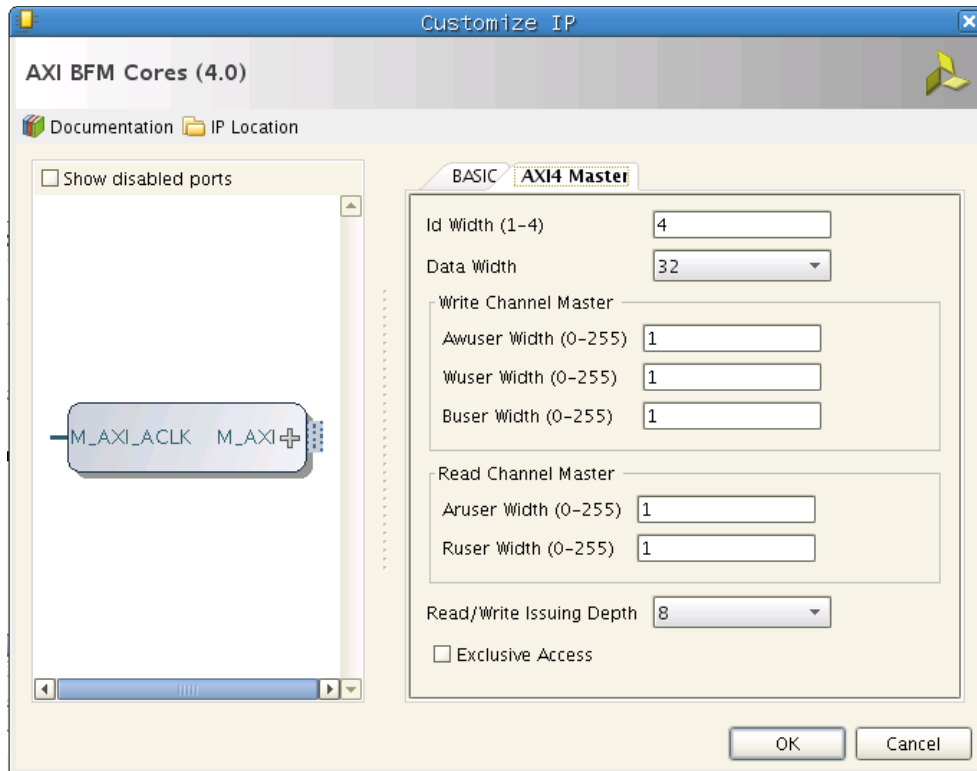 Customize IP
AXI BFM Cores (4.0)
Documentation IP Location
Show disabled ports
M_AXI_ACLK M_AXI
BASIC AXI4 Master
Id Width (1-4) 4
Data Width 32
Write Channel Master
Awuser Width (0-255) 1
Wuser Width (0-255) 1
Buser Width (0-255) 1
Read Channel Master
Aruser Width (0-255) 1
Ruser Width (0-255) 1
Read/Write Issuing Depth 8
Exclusive Access
OK Cancel